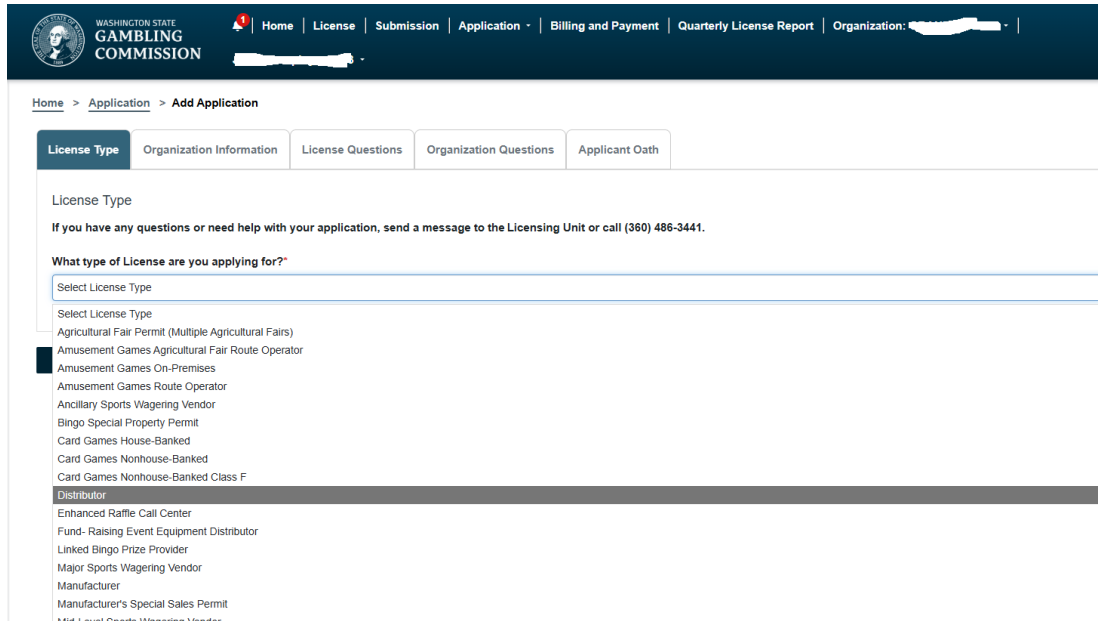 WASHINGTON STATE
GAMBLING
COMMISSION
1 | Home | License | Submission | Application | Billing and Payment | Quarterly License Report | Organization:
Home > Application > Add Application
License Type Organization Information License Questions Organization Questions Applicant Oath
License Type
If you have any questions or need help with your application, send a message to the Licensing Unit or call (360) 486-3441.
What type of License are you applying for?*
Select License Type
Select License Type
Agricultural Fair Permit (Multiple Agricultural Fairs)
Amusement Games Agricultural Fair Route Operator
Amusement Games On-Premises
Amusement Games Route Operator
Ancillary Sports Wagering Vendor
Bingo Special Property Permit
Card Games House-Banked
Card Games Nonhouse-Banked
Card Games Nonhouse-Banked Class F
Distributor
Enhanced Raffle Call Center
Fund- Raising Event Equipment Distributor
Linked Bingo Prize Provider
Major Sports Wagering Vendor
Manufacturer
Manufacturer's Special Sales Permit
Mid-Level Sports Wagering Vendor